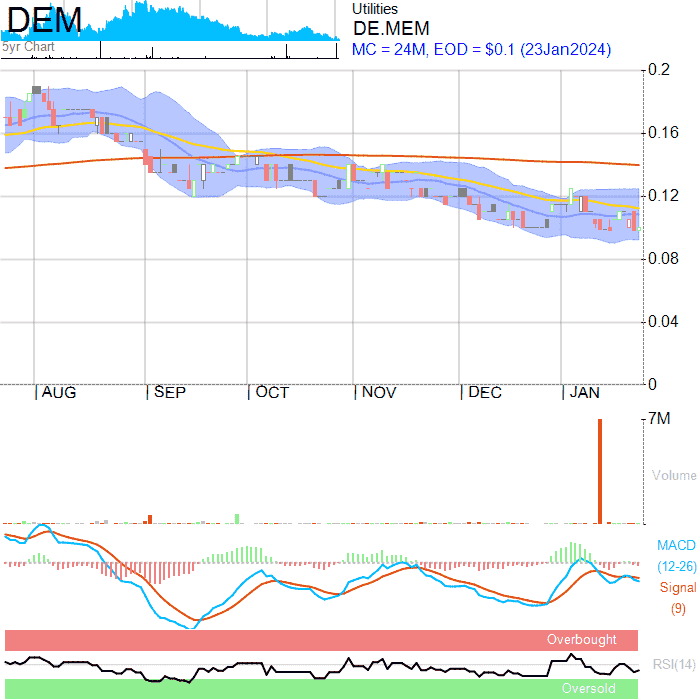 DEM
5yr Chart
Utilities
DE.MEM
MC = 24M, EOD = $0.1 (23Jan2024)
0.2
0.16
0.12
0.08
0.04
0
AUG SEP OCT NOV DEC JAN
7M
Volume
MACD
(12-26)
Signal
(9)
Overbought
RSI(14)
Oversold